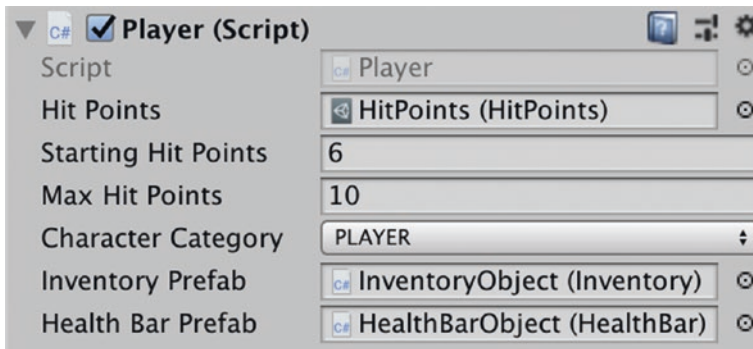 Player (Script)
Script Player
Hit Points HitPoints (HitPoints)
Starting Hit Points 6
Max Hit Points 10
Character Category PLAYER
Inventory Prefab C# InventoryObject (Inventory)
Health Bar Prefab C# HealthBarObject (HealthBar)